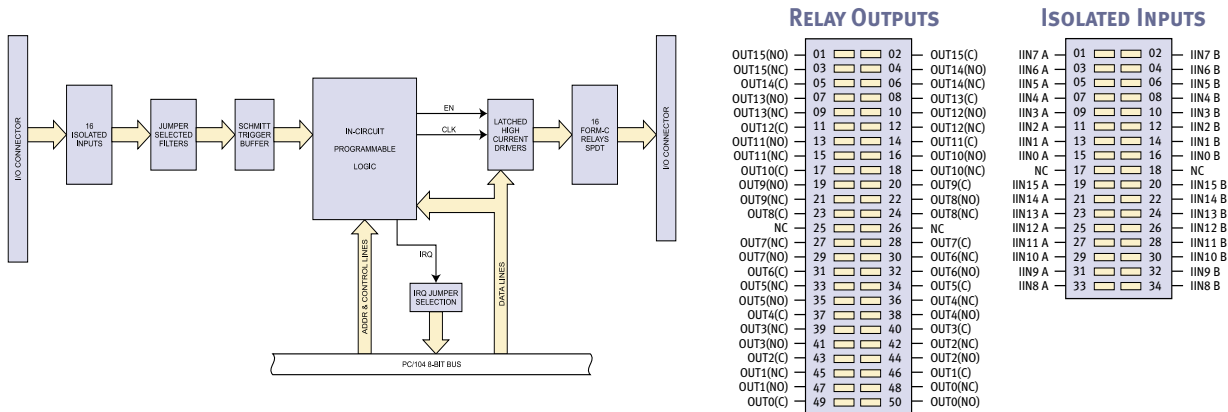 I/O CONNECTOR
16
ISOLATED
INPUTS
JUMPER
SELECTED
FILTERS
SCHMITT
TRIGGER
BUFFER
IN-CIRCUIT
PROGRAMMABLE
LOGIC
EN
CLK
LATCHED
HIGH
CURRENT
DRIVERS
16
FORM-C
RELAYS
SPDT
I/O CONNECTOR
ADDR & CONTROL LINES
IRQ
IRQ JUMPER
SELECTION
DATA LINES
PC/104 8-BIT BUS
RELAY OUTPUTS
OUT15(NO) 01 02 OUT15(C)
OUT15(NC) 03 04 OUT14(NO)
OUT14(C) 05 06 OUT14(NC)
OUT13(NO) 07 08 OUT13(C)
OUT13(NC) 09 10 OUT12(NO)
OUT12(C) 11 12 OUT12(NC)
OUT11(NO) 13 14 OUT11(C)
OUT11(NC) 15 16 OUT10(NO)
OUT10(C) 17 18 OUT10(NC)
OUT9(NO) 19 20 OUT9(C)
OUT9(NC) 21 22 OUT8(NO)
OUT8(C) 23 24 OUT8(NC)
NC 25 26 NC
OUT7(NC) 27 28 OUT7(C)
OUT7(NO) 29 30 OUT6(NC)
OUT6(C) 31 32 OUT6(NO)
OUT5(NC) 33 34 OUT5(C)
OUT5(NO) 35 36 OUT4(NC)
OUT4(C) 37 38 OUT4(NO)
OUT3(NC) 39 40 OUT3(C)
OUT3(NO) 41 42 OUT2(NC)
OUT2(C) 43 44 OUT2(NO)
OUT1(NC) 45 46 OUT1(C)
OUT1(NO) 47 48 OUT0(NC)
OUT0(C) 49 50 OUT0(NO)
ISOLATED INPUTS
IIN7 A 01 02 IIN7 B
IIN6 A 03 04 IIN6 B
IIN5 A 05 06 IIN5 B
IIN4 A 07 08 IIN4 B
IIN3 A 09 10 IIN3 B
IIN2 A 11 12 IIN2 B
IIN1 A 13 14 IIN1 B
IIN0 A 15 16 IIN0 B
NC 17 18 NC
IIN15 A 19 20 IIN15 B
IIN14 A 21 22 IIN14 B
IIN13 A 23 24 IIN13 B
IIN12 A 25 26 IIN12 B
IIN11 A 27 28 IIN11 B
IIN10 A 29 30 IIN10 B
IIN9 A 31 32 IIN9 B
IIN8 A 33 34 IIN8 B